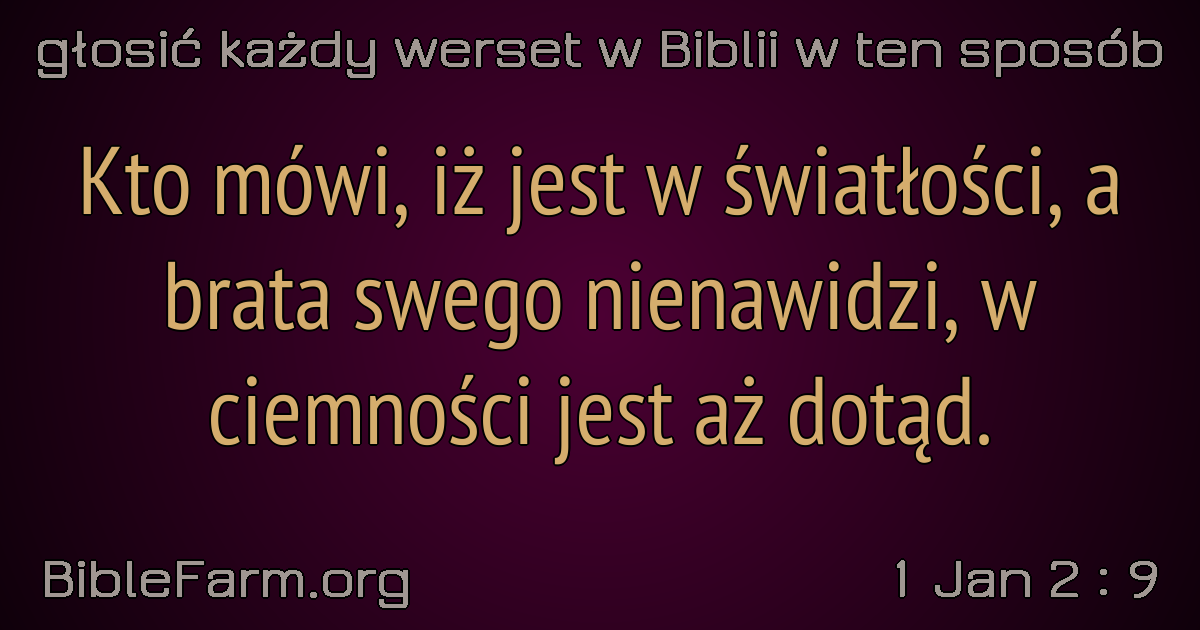 głosić każdy werset w Biblii w ten sposób
Kto mówi, iż jest w światłości, a
brata swego nienawidzi, w
ciemności jest aż dotąd.
BibleFarm.org
1 Jan 2 : 9